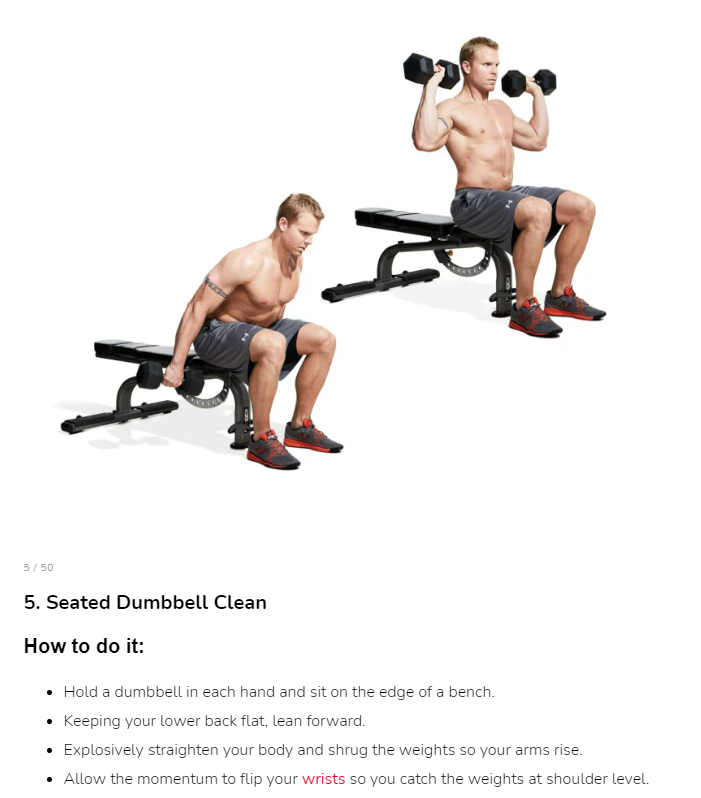 5 / 50
5. Seated Dumbbell Clean
How to do it:
Hold a dumbbell in each hand and sit on the edge of a bench.
Keeping your lower back flat, lean forward.
Explosively straighten your body and shrug the weights so your arms rise.
Allow the momentum to flip your wrists so you catch the weights at shoulder level.